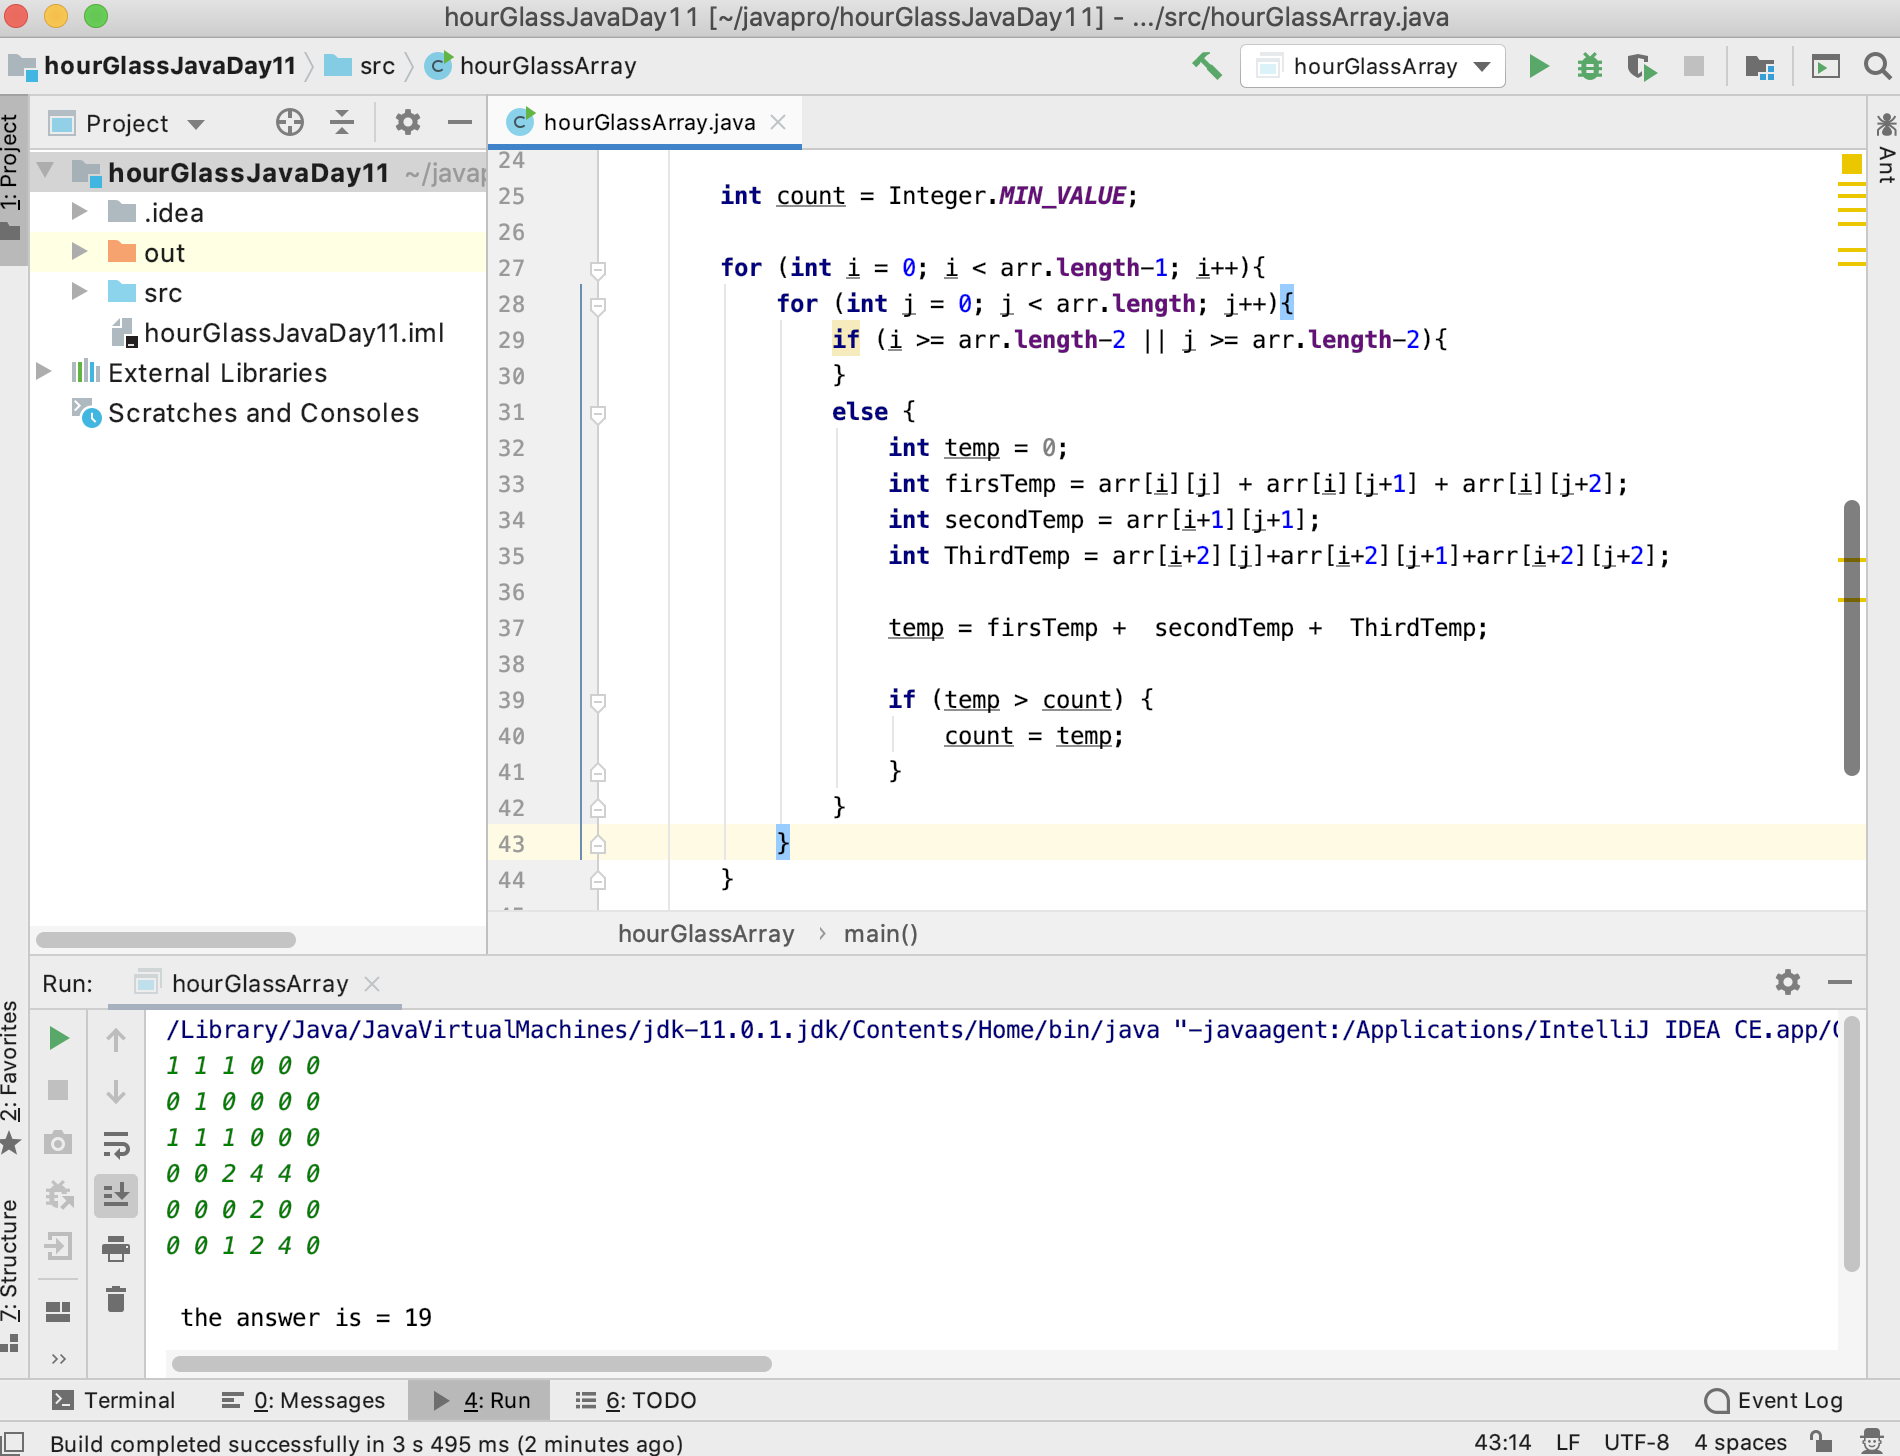 hourGlassJavaDay11 [~/javapro/hourGlassJavaDay11] - .../src/hourGlassArray.java
hourGlassJavaDay11 src hourGlassArray
hourGlassArray
1: Project
Project
hourGlassArray.java
Ant
hourGlassJavaDay11 ~/javap
.idea
out
src
hourGlassJavaDay11.iml
External Libraries
Scratches and Consoles
24
25 int count = Integer.MIN_VALUE;
26
27 for (int i = 0; i < arr.length-1; i++){
28 for (int j = 0; j < arr.length; j++){
29 if (i >= arr.length-2 || j >= arr.length-2){
30 }
31 else {
32 int temp = 0;
33 int firsTemp = arr[i][j] + arr[i][j+1] + arr[i][j+2];
34 int secondTemp = arr[i+1][j+1];
35 int ThirdTemp = arr[i+2][j]+arr[i+2][j+1]+arr[i+2][j+2];
36
37 temp = firsTemp +  secondTemp +  ThirdTemp;
38
39 if (temp > count) {
40 count = temp;
41 }
42 }
43 }
44 }
hourGlassArray › main()
Run: hourGlassArray
2: Favorites
7: Structure
/Library/Java/JavaVirtualMachines/jdk-11.0.1.jdk/Contents/Home/bin/java "-javaagent:/Applications/IntelliJ IDEA CE.app/
1 1 1 0 0 0
0 1 0 0 0 0
1 1 1 0 0 0
0 0 2 4 4 0
0 0 0 2 0 0
0 0 1 2 4 0
the answer is = 19
Terminal 0: Messages 4: Run 6: TODO Event Log
Build completed successfully in 3 s 495 ms (2 minutes ago) 43:14 LF UTF-8 4 spaces